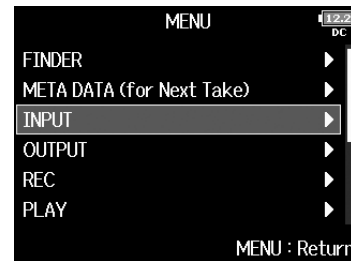 MENU
12.2
DC
FINDER
META DATA (for Next Take)
INPUT
OUTPUT
REC
PLAY
MENU : Return